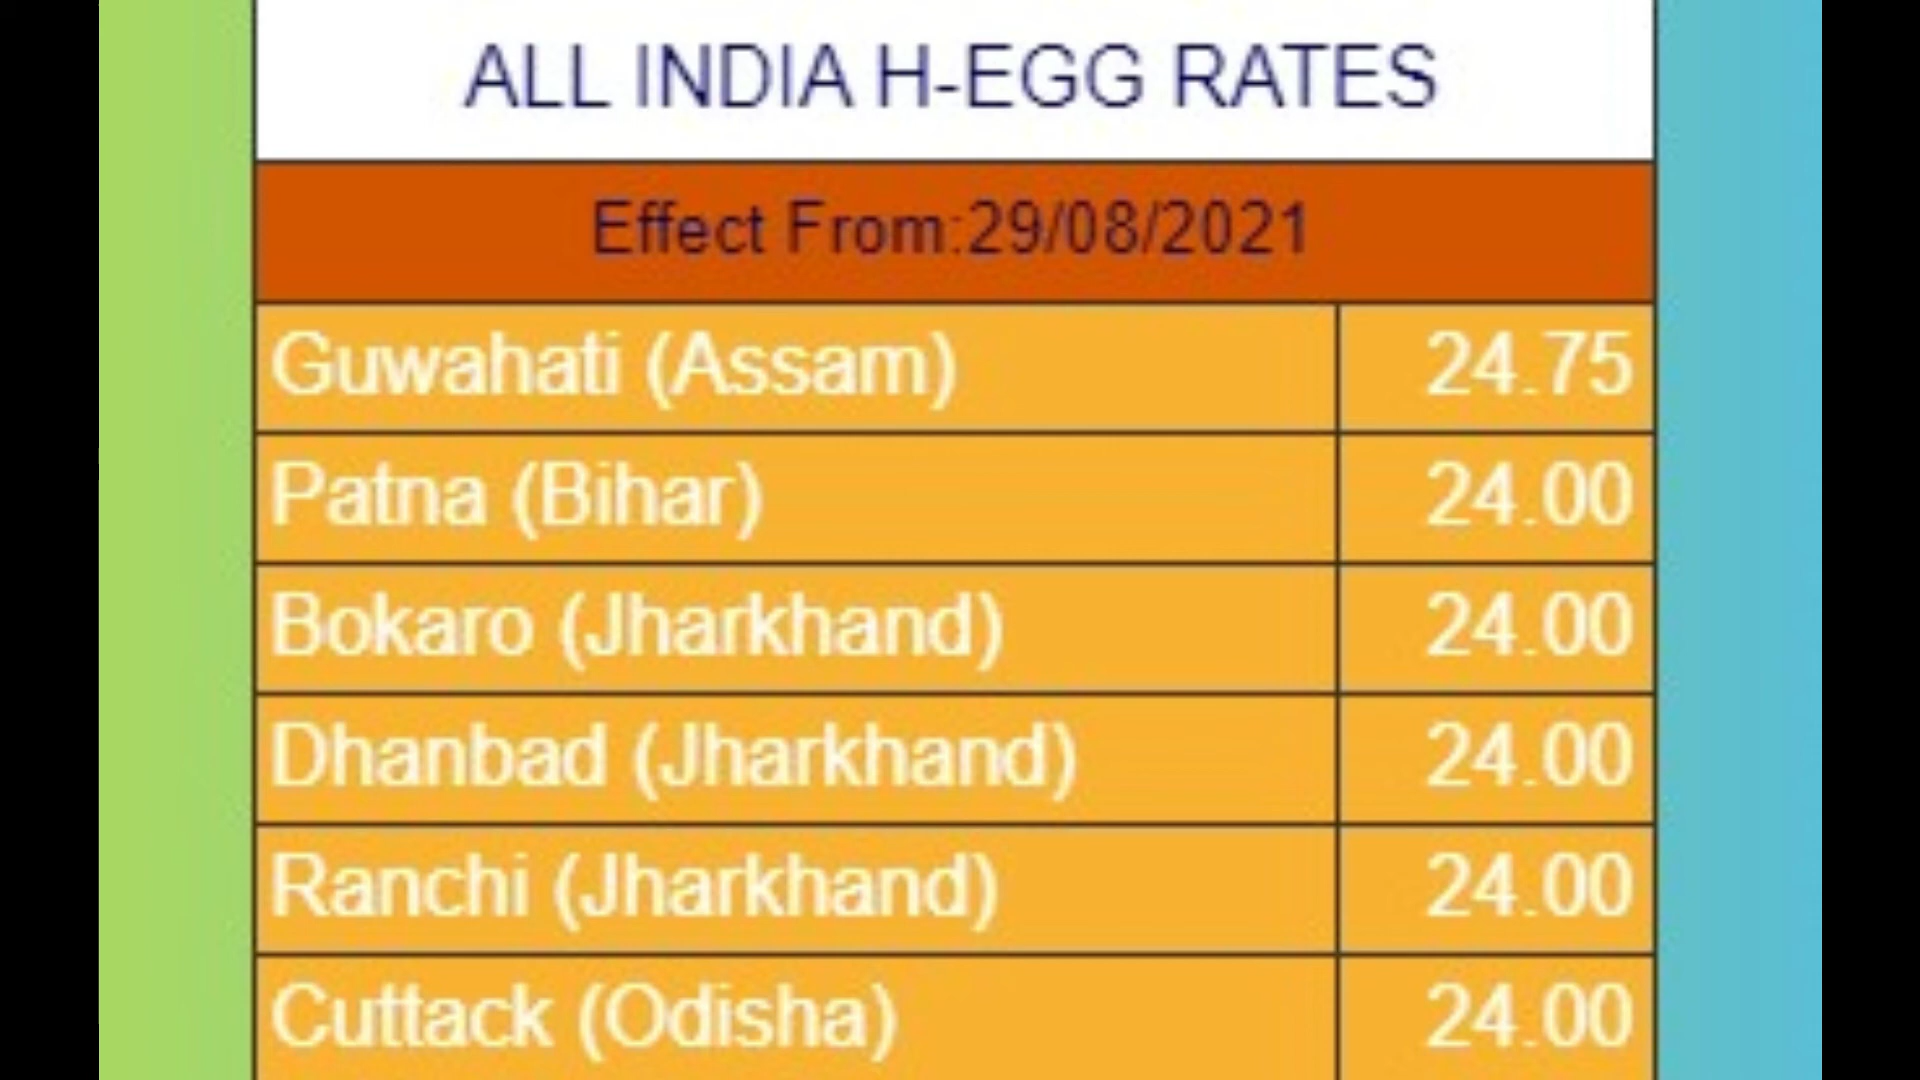 ALL INDIA H-EGG RATES
Effect From:29/08/2021
Guwahati (Assam) 24.75
Patna (Bihar) 24.00
Bokaro (Jharkhand) 24.00
Dhanbad (Jharkhand) 24.00
Ranchi (Jharkhand) 24.00
Cuttack (Odisha) 24.00